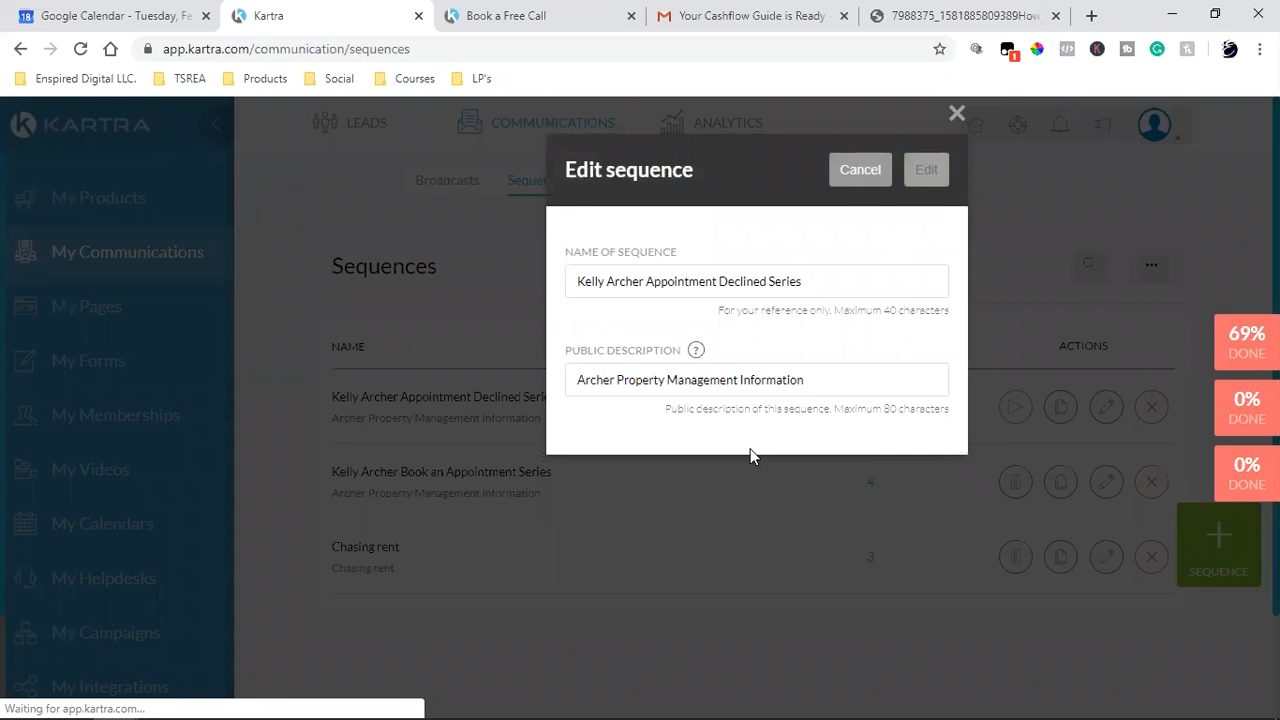 Google Calendar - Tuesday, Fe
Kartra
Book a Free Call
Your Cashflow Guide is Ready -
7988375_1581885809389How
app.kartra.com/communication/sequences
1
Enspired Digital LLC.
TSREA
Products
Social
Courses
LP's
KARTRA
LEADS
COMMUNICATIONS
ANALYTICS
My Products
My Communications
My Pages
My Forms
My Memberships
My Videos
My Calendars
My Helpdesks
My Campaigns
My Integrations
Broadcasts
Sequen
Edit sequence
Cancel
Edit
NAME OF SEQUENCE
Kelly Archer Appointment Declined Series
For your reference only. Maximum 40 characters
PUBLIC DESCRIPTION ?
Archer Property Management Information
Public description of this sequence. Maximum 80 characters
Sequences
NAME
ACTIONS
Kelly Archer Appointment Declined Serie
Archer Property Management Information
Kelly Archer Book an Appointment Series
Archer Property Management Information
4
Chasing rent
Chasing rent
3
69%
DONE
0%
DONE
0%
DONE
SEQUENCE
Waiting for app.kartra.com...